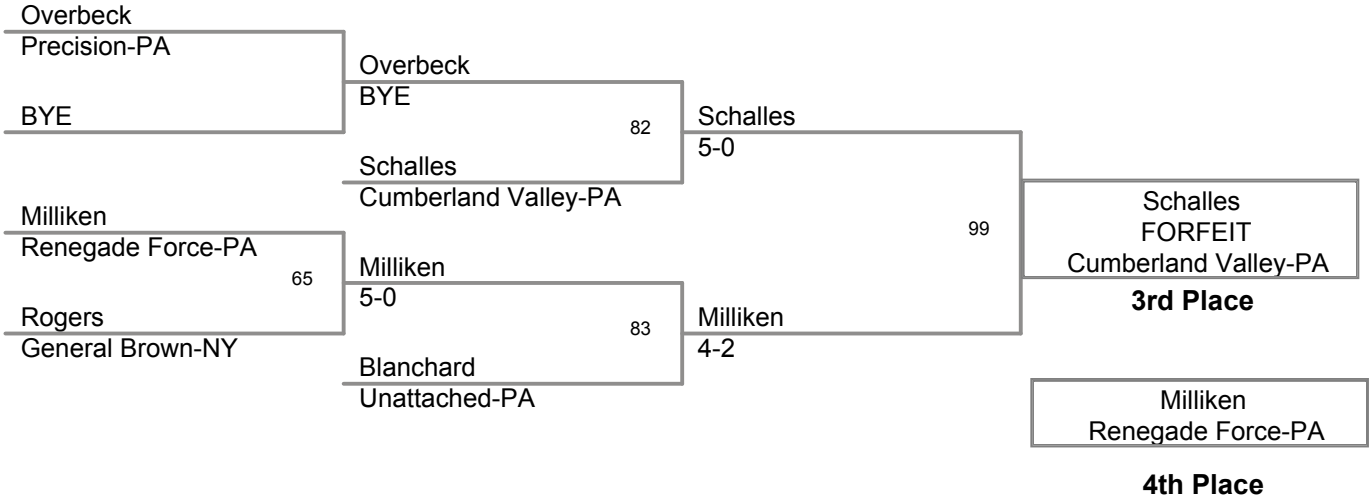 Overbeck
Precision-PA
Overbeck
BYE
BYE
82
Schalles
5-0
Schalles
Cumberland Valley-PA
Milliken
Renegade Force-PA
99
Schalles
FORFEIT
Cumberland Valley-PA
65
Milliken
5-0
3rd Place
Rogers
General Brown-NY
83
Milliken
4-2
Blanchard
Unattached-PA
Milliken
Renegade Force-PA
4th Place